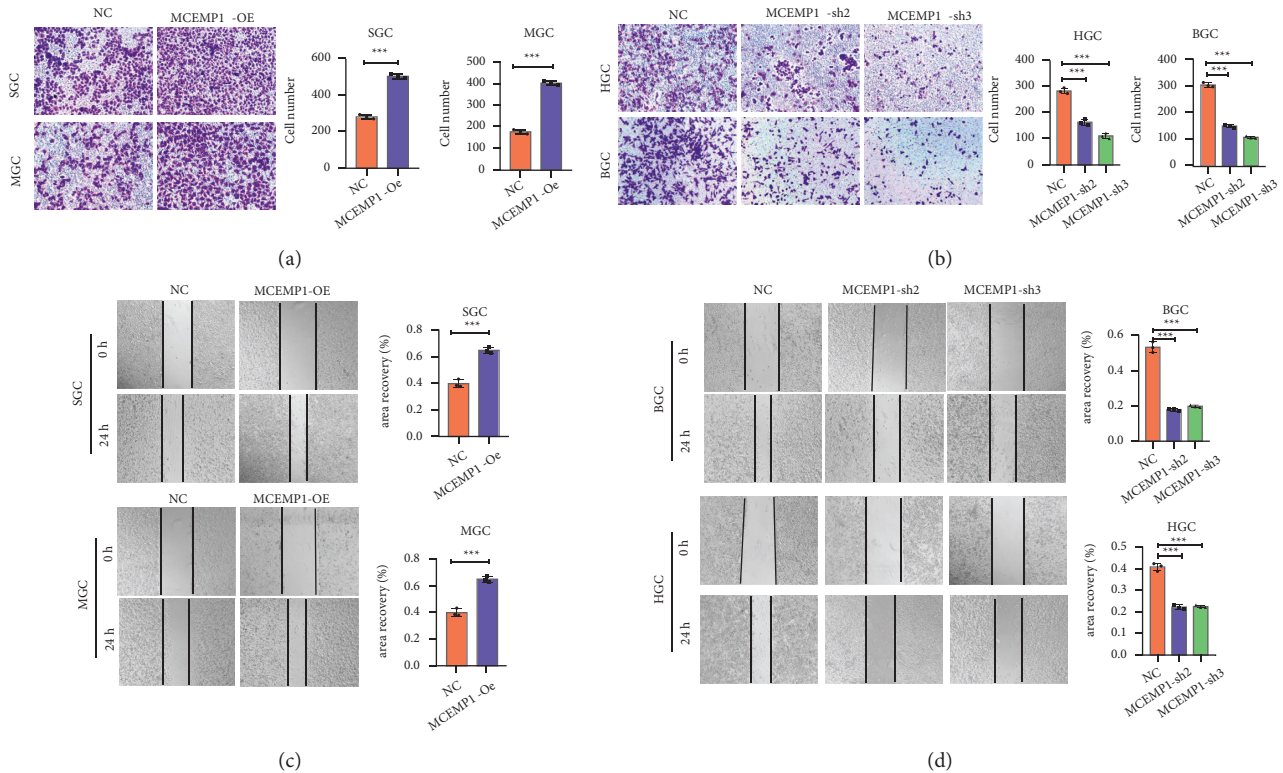 NC
MCEMP1 -OE
SGC
MGC
SGC
***
Cell number
600
400
200
0
NC
MCEMP1 -Oe
MGC
***
Cell number
500
400
300
200
100
0
NC
MCEMP1 -Oe
(a)
NC
MCEMP1 -sh2
MCEMP1 -sh3
HGC
BGC
HGC
***
***
Cell number
400
300
200
100
0
NC
MCMEP1-sh2
MCEMP1-sh3
BGC
***
***
Cell number
400
300
200
100
0
NC
MCEMP1-sh2
MCEMP1-sh3
(b)
NC
MCEMP1-OE
SGC
0 h
24 h
SGC
***
area recovery (%)
0.8
0.6
0.4
0.2
0.0
NC
MCEMP1 -Oe
NC
MCEMP1-OE
MGC
0 h
24 h
MGC
***
area recovery (%)
0.8
0.6
0.4
0.2
0.0
NC
MCEMP1 -Oe
(c)
NC
MCEMP1-sh2
MCEMP1-sh3
BGC
0 h
24 h
BGC
***
***
area recovery (%)
0.6
0.4
0.2
0.0
NC
MCEMP1-sh2
MCEMP1-sh3
HGC
0 h
24 h
HGC
***
***
area recovery (%)
0.5
0.4
0.3
0.2
0.1
0.0
NC
MCEMP1-sh2
MCEMP1-sh3
(d)